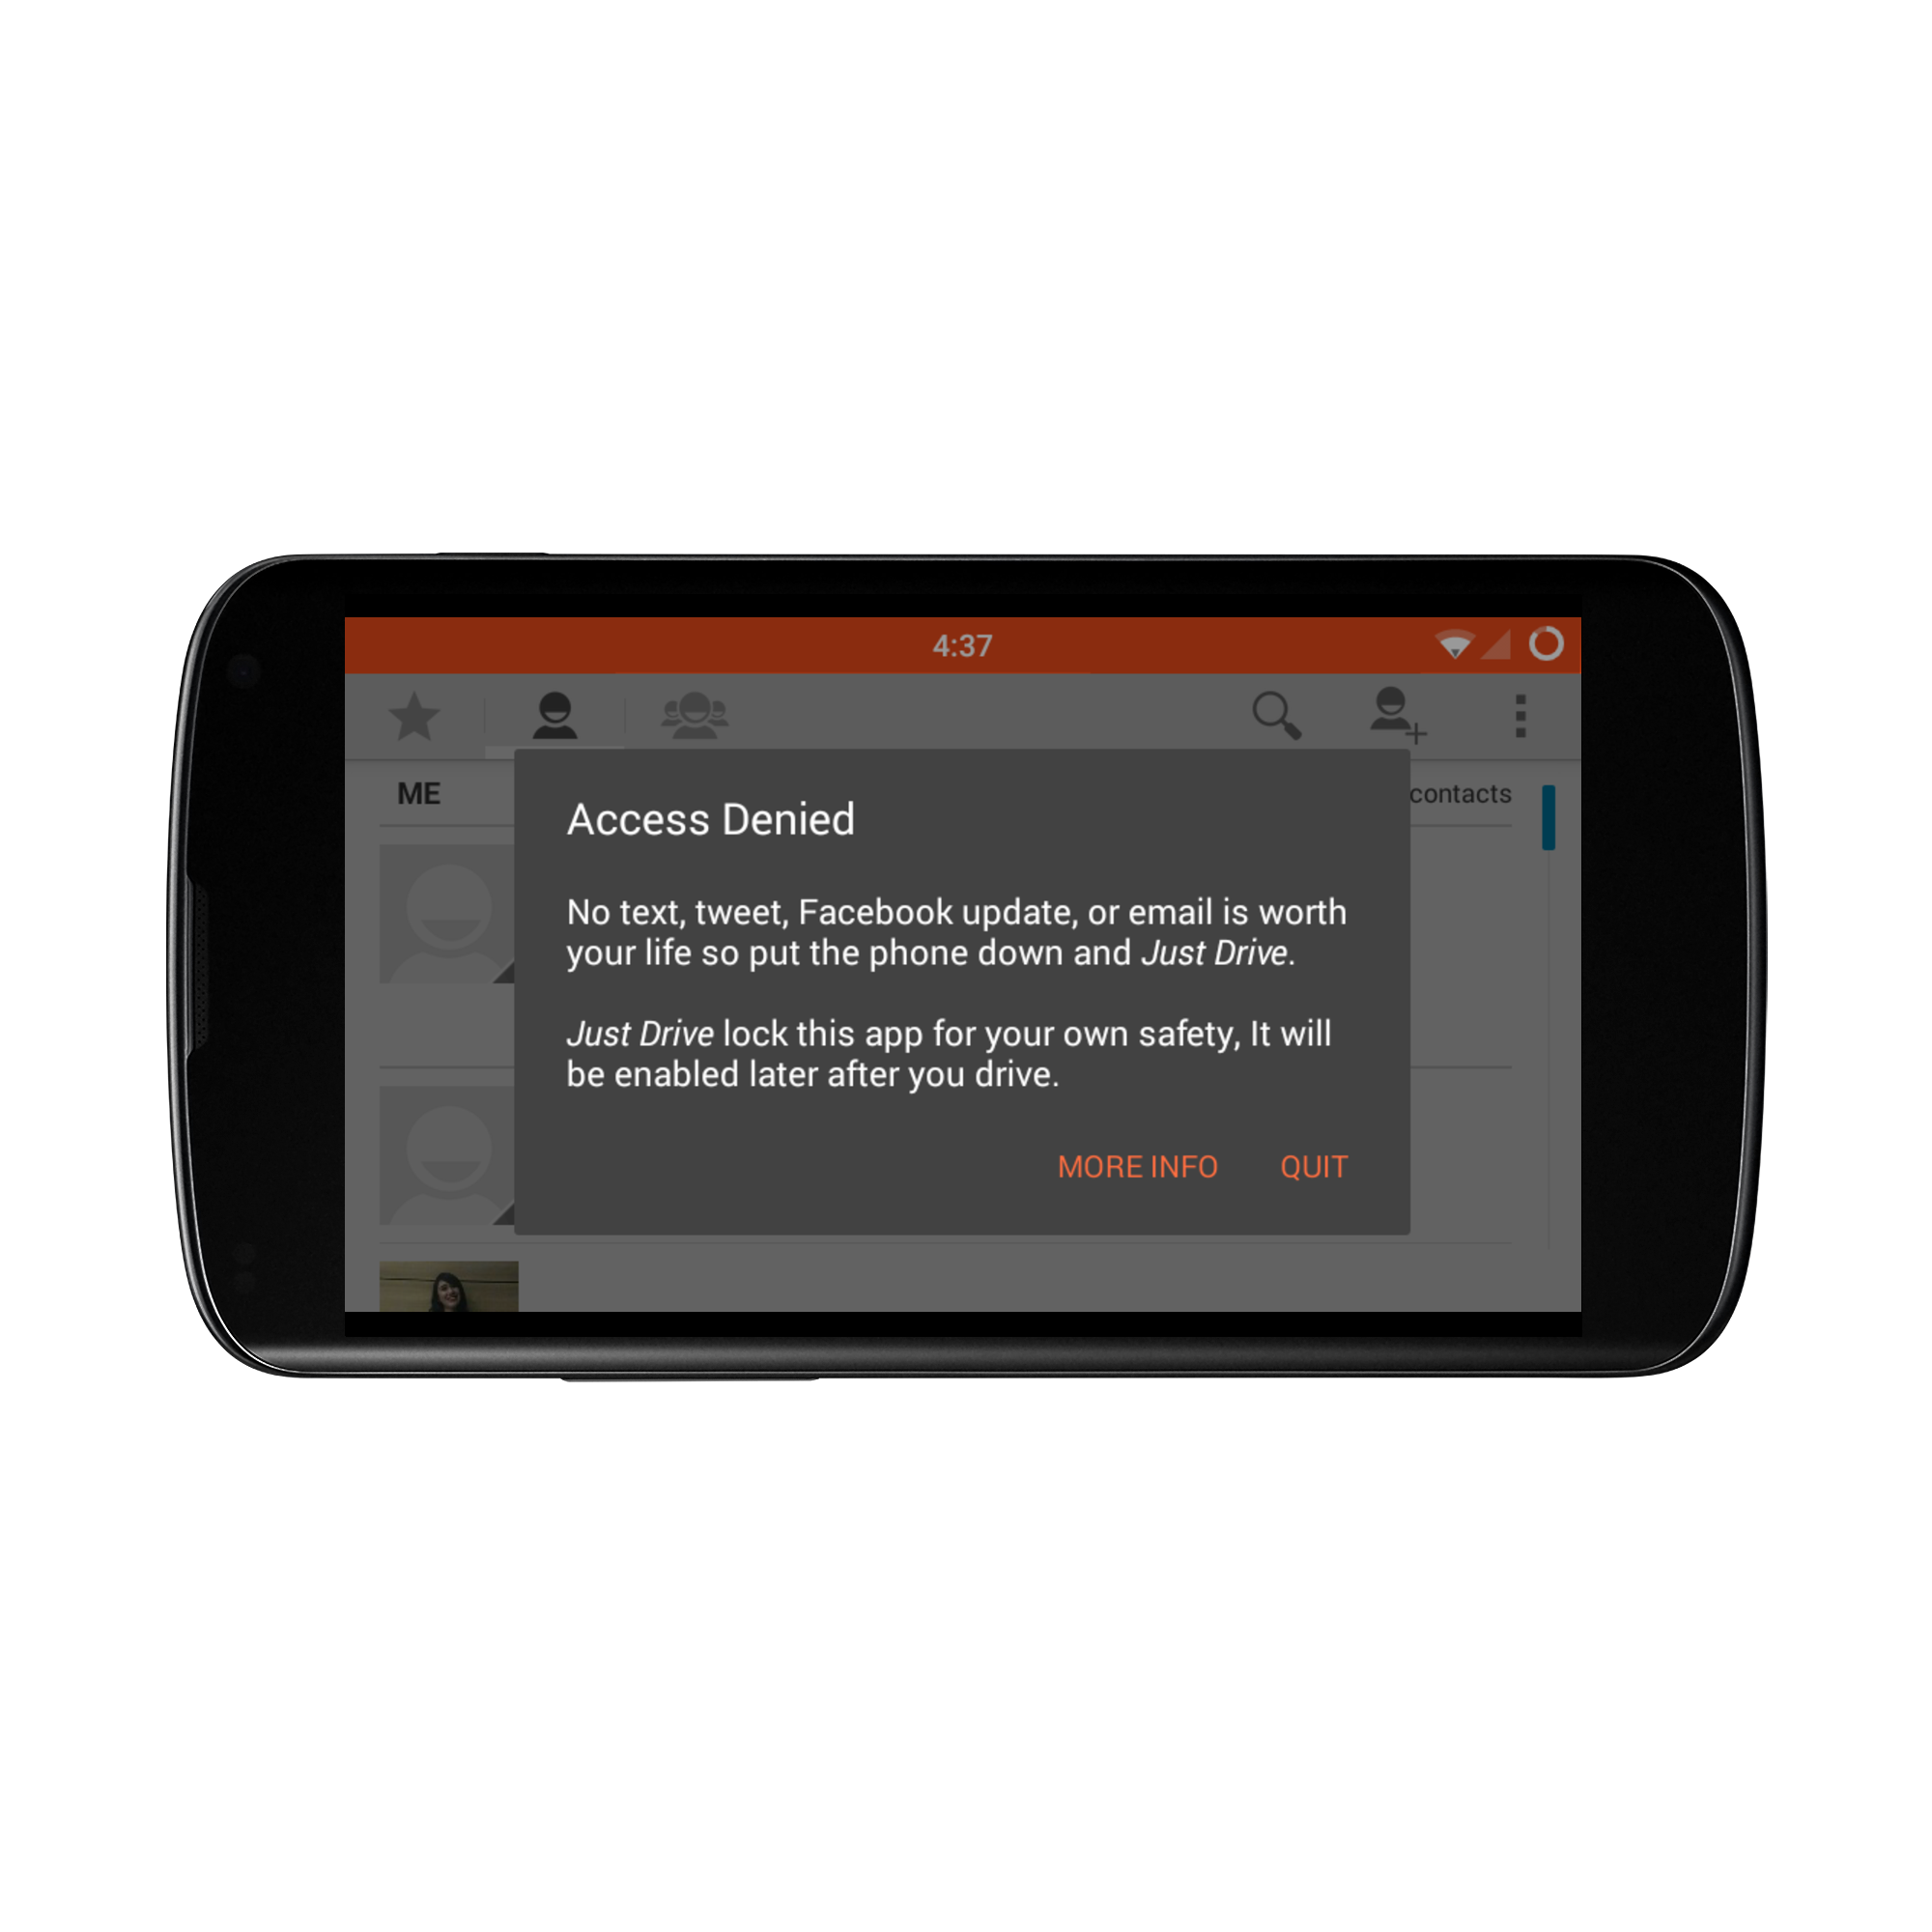 4:37
ME
contacts
Access Denied
No text, tweet, Facebook update, or email is worth
your life so put the phone down and Just Drive.
Just Drive lock this app for your own safety, It will
be enabled later after you drive.
MORE INFO
QUIT